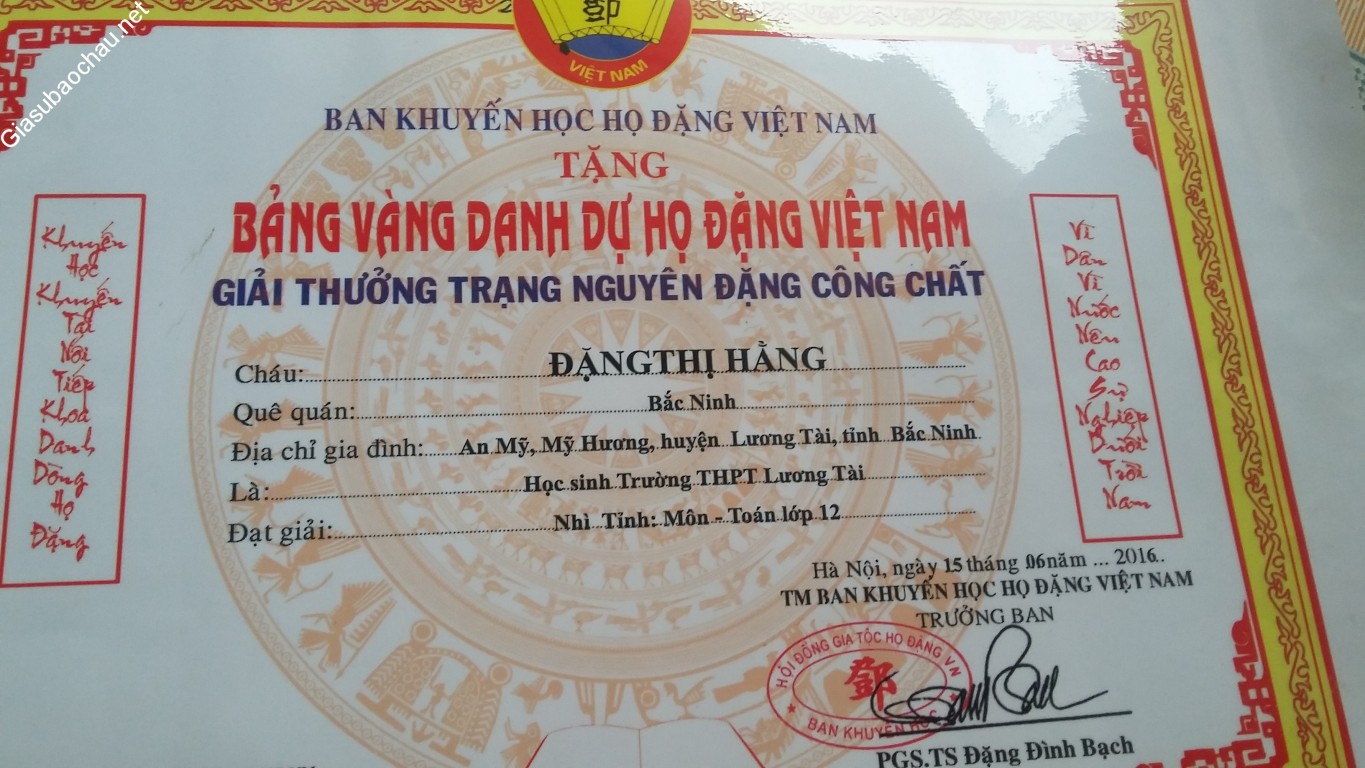 Giasubaochau.net
鄧
VIỆT NAM
BAN KHUYẾN HỌC HỌ ĐẶNG VIỆT NAM
TẶNG
BẢNG VÀNG DANH DỰ HỌ ĐẶNG VIỆT NAM
GIẢI THƯỞNG TRẠNG NGUYÊN ĐẶNG CÔNG CHẤT
Khuyến
Học
Khuyến
Tài
Nối
Tiếp
Khoa
Danh
Dòng
Họ
Đặng
Cháu: ĐẶNGTHỊ HẰNG
Quê quán: Bắc Ninh
Địa chỉ gia đình: An Mỹ, Mỹ Hương, huyện Lương Tài, tỉnh Bắc Ninh
Là: Học sinh Trường THPT Lương Tài
Đạt giải: Nhì Tỉnh: Môn - Toán lớp 12
Vì
Dân
Vì
Nước
Nêu
Cao
Sự
Nghiệp
Dưới
Trời
Nam
Hà Nội, ngày 15 tháng 06 năm ... 2016..
TM BAN KHUYẾN HỌC HỌ ĐẶNG VIỆT NAM
TRƯỞNG BAN
HỘI ĐỒNG GIA TỘC HỌ ĐẶNG VN
鄧
BAN KHUYẾN HỌC
PGS.TS Đặng Đình Bạch